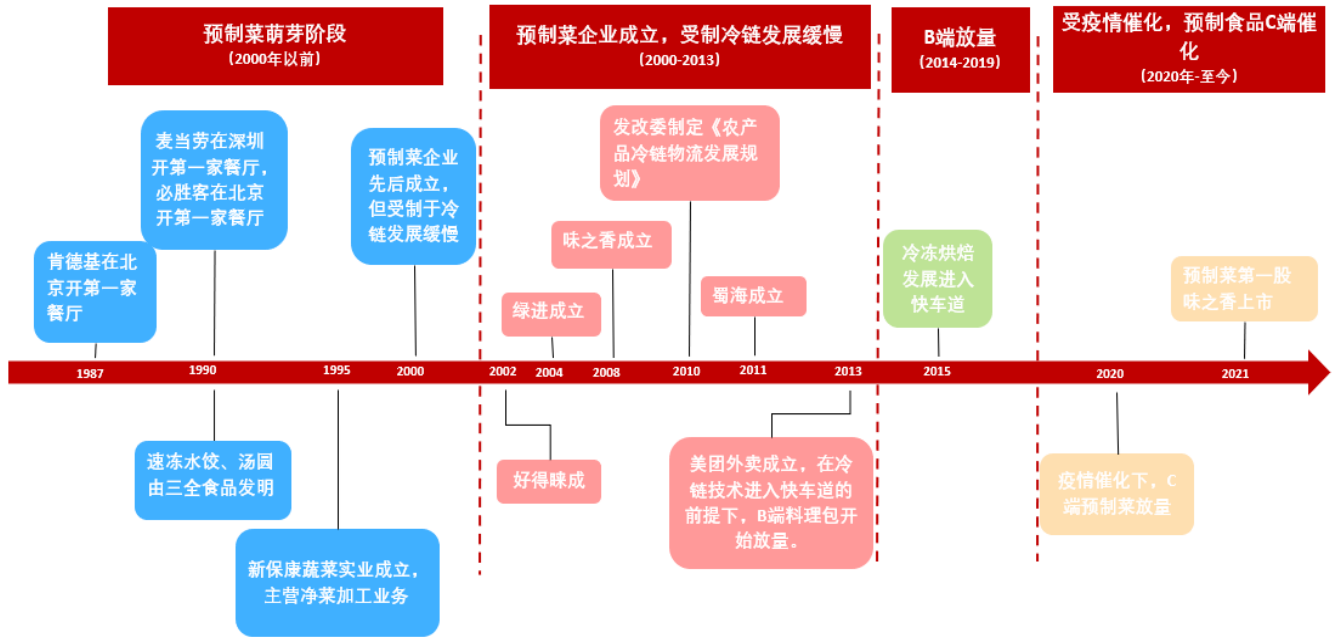 预制菜萌芽阶段
(2000年以前)
预制菜企业成立，受制冷链发展缓慢
(2000-2013)
B端放量
(2014-2019)
受疫情催化，预制食品C端催
化
(2020年-至今)
肯德基在北
京开第一家
餐厅
麦当劳在深圳
开第一家餐厅，
必胜客在北京
开第一家餐厅
预制菜企业
先后成立，
但受制于冷
链发展缓慢
绿进成立
味之香成立
发改委制定《农产
品冷链物流发展规
划》
蜀海成立
冷冻烘焙
发展进入
快车道
预制菜第一股
味之香上市
1987
1990
1995
2000
2002
2004
2008
2010
2011
2013
2015
2020
2021
速冻水饺、汤圆
由三全食品发明
新保康蔬菜实业成立，
主营净菜加工业务
好得睐成
美团外卖成立，在冷
链技术进入快车道的
前提下，B端料理包开
始放量。
疫情催化下，C
端预制菜放量